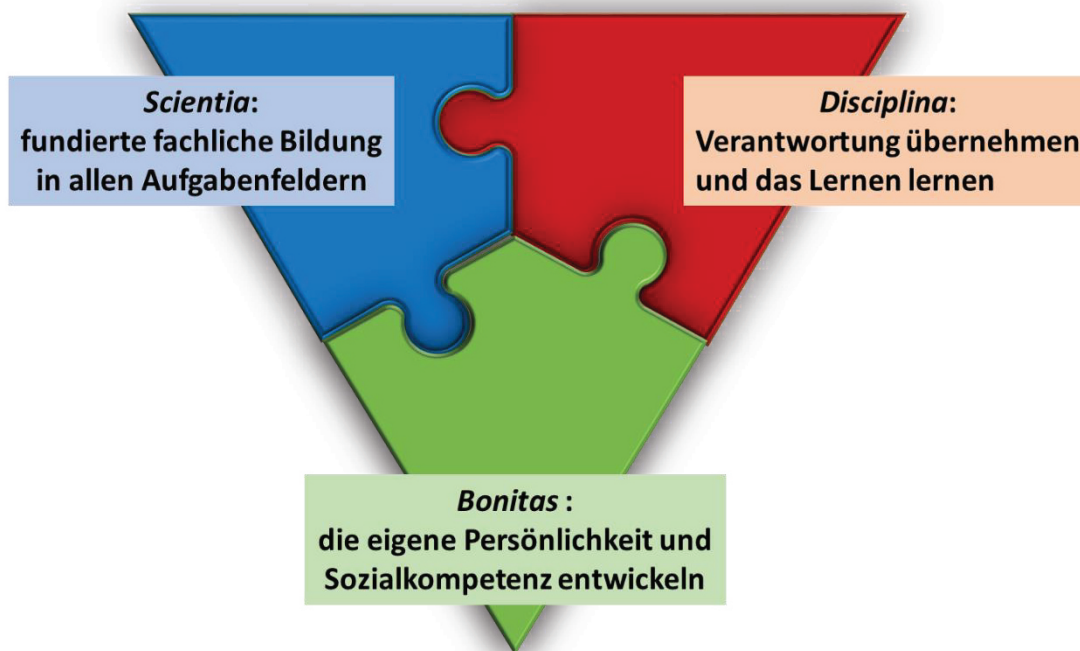 Scientia:
fundierte fachliche Bildung
in allen Aufgabenfeldern
Disciplina:
Verantwortung übernehmen
und das Lernen lernen
Bonitas :
die eigene Persönlichkeit und
Sozialkompetenz entwickeln